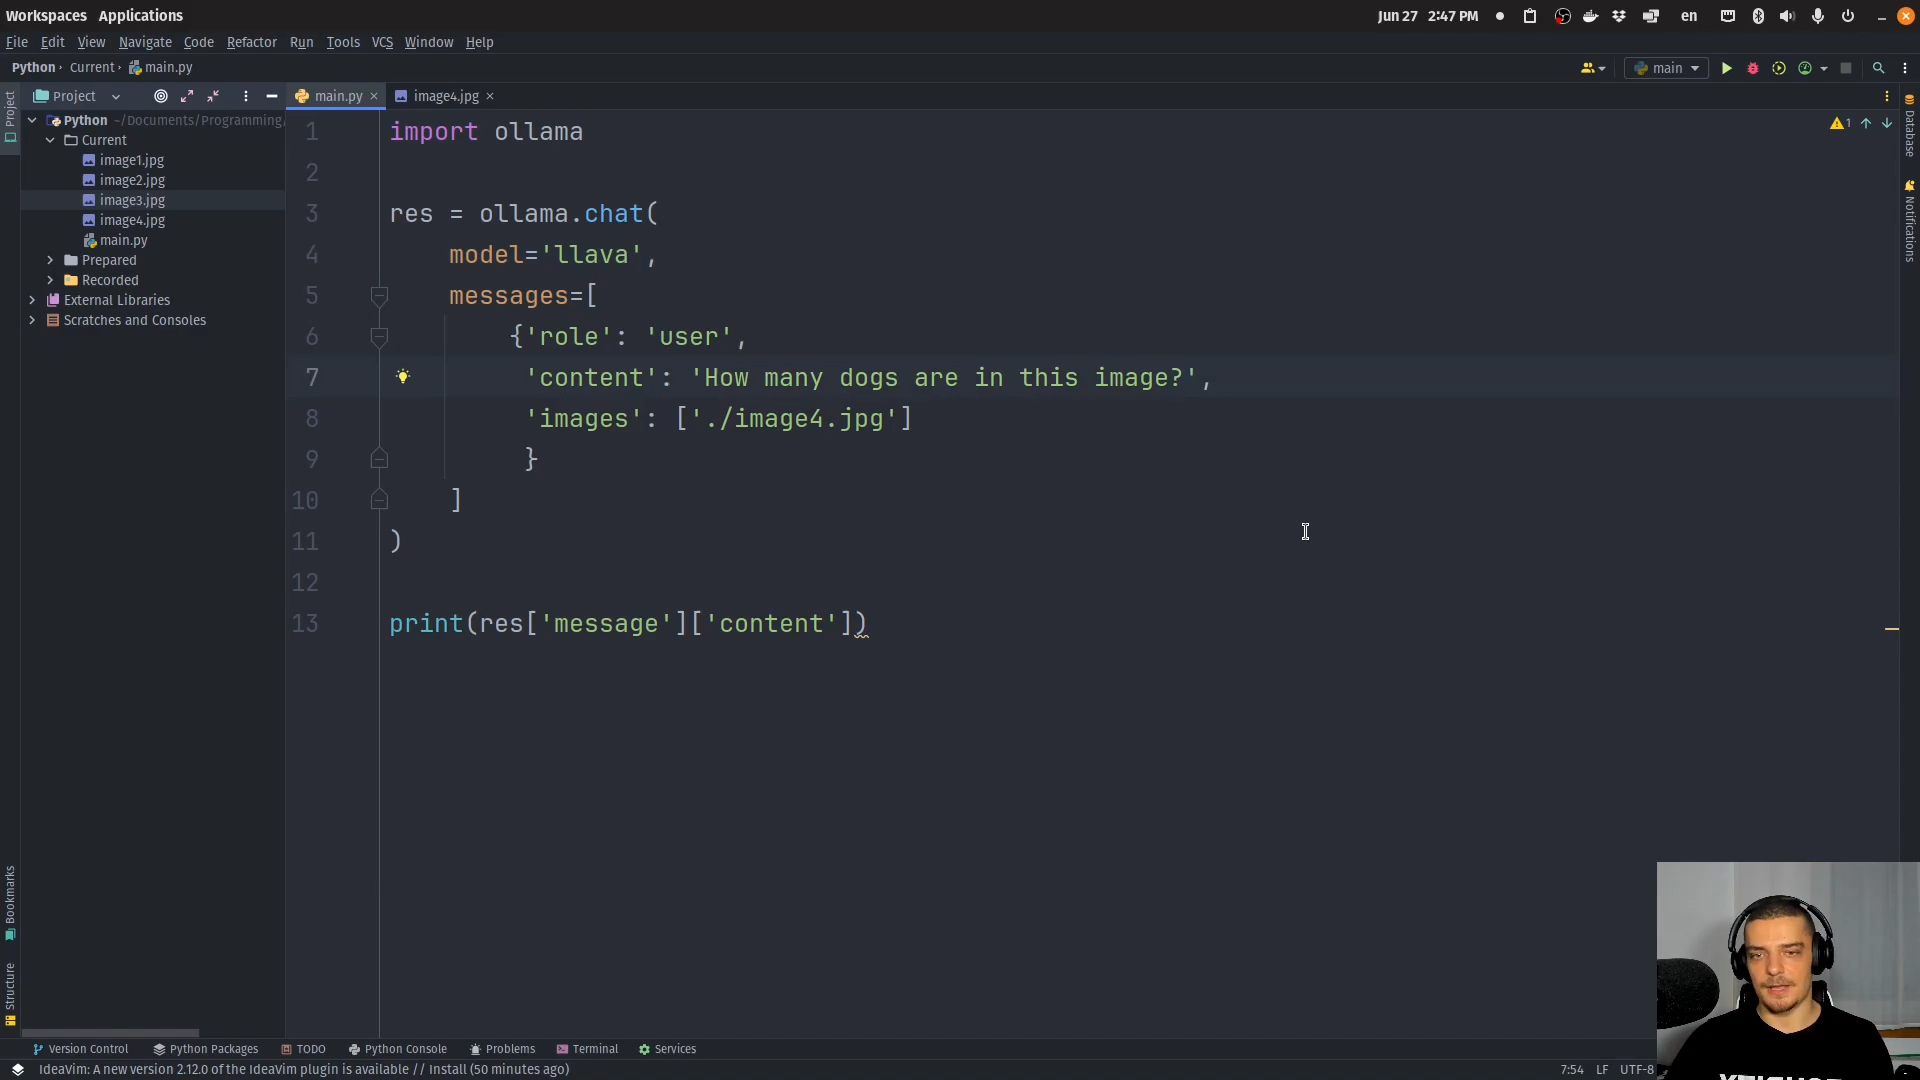 Workspaces Applications
Jun 27 2:47 PM
en
File Edit View Navigate Code Refactor Run Tools VCS Window Help
Python Current main.py
main
Project
Project
main.py
image4.jpg
Python ~/Documents/Programming/
Current
image1.jpg
image2.jpg
image3.jpg
image4.jpg
main.py
Prepared
Recorded
External Libraries
Scratches and Consoles
1 import ollama
2
3 res = ollama.chat(
4 model='llava',
5 messages=[
6 {'role': 'user',
7 'content': 'How many dogs are in this image?',
8 'images': ['./image4.jpg']
9 }
10 ]
11 )
12
13 print(res['message']['content'])
1
Database
Notifications
Bookmarks
Structure
Version Control Python Packages TODO Python Console Problems Terminal Services
IdeaVim: A new version 2.12.0 of the IdeaVim plugin is available // Install (50 minutes ago)
7:54 LF UTF-8